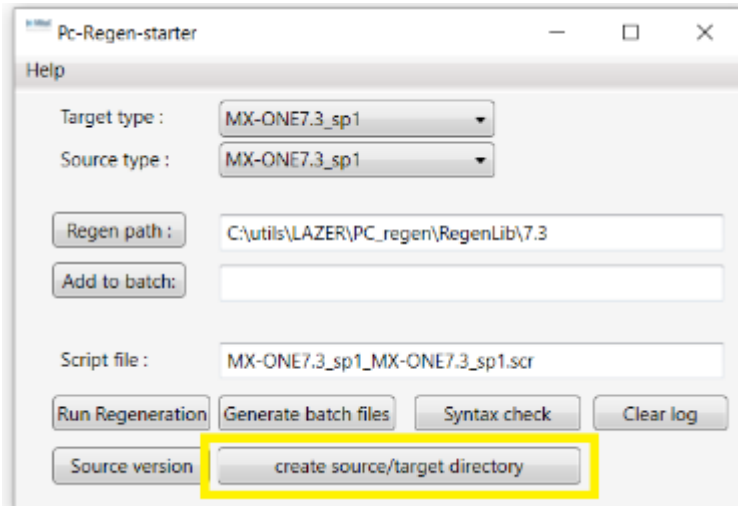 Pc-Regen-starter
Help
Target type : MX-ONE7.3_sp1
Source type : MX-ONE7.3_sp1
Regen path : C:\utils\LAZER\PC_regen\RegenLib\7.3
Add to batch:
Script file : MX-ONE7.3_sp1_MX-ONE7.3_sp1.scr
Run Regeneration Generate batch files Syntax check Clear log
Source version create source/target directory